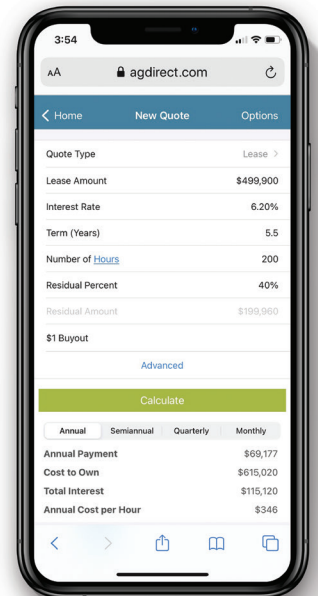 3:54
AA agdirect.com
Home New Quote Options
Quote Type Lease
Lease Amount $499,900
Interest Rate 6.20%
Term (Years) 5.5
Number of Hours 200
Residual Percent 40%
Residual Amount $199,960
$1 Buyout
Advanced
Calculate
Annual Semiannual Quarterly Monthly
Annual Payment $69,177
Cost to Own $615,020
Total Interest $115,120
Annual Cost per Hour $346